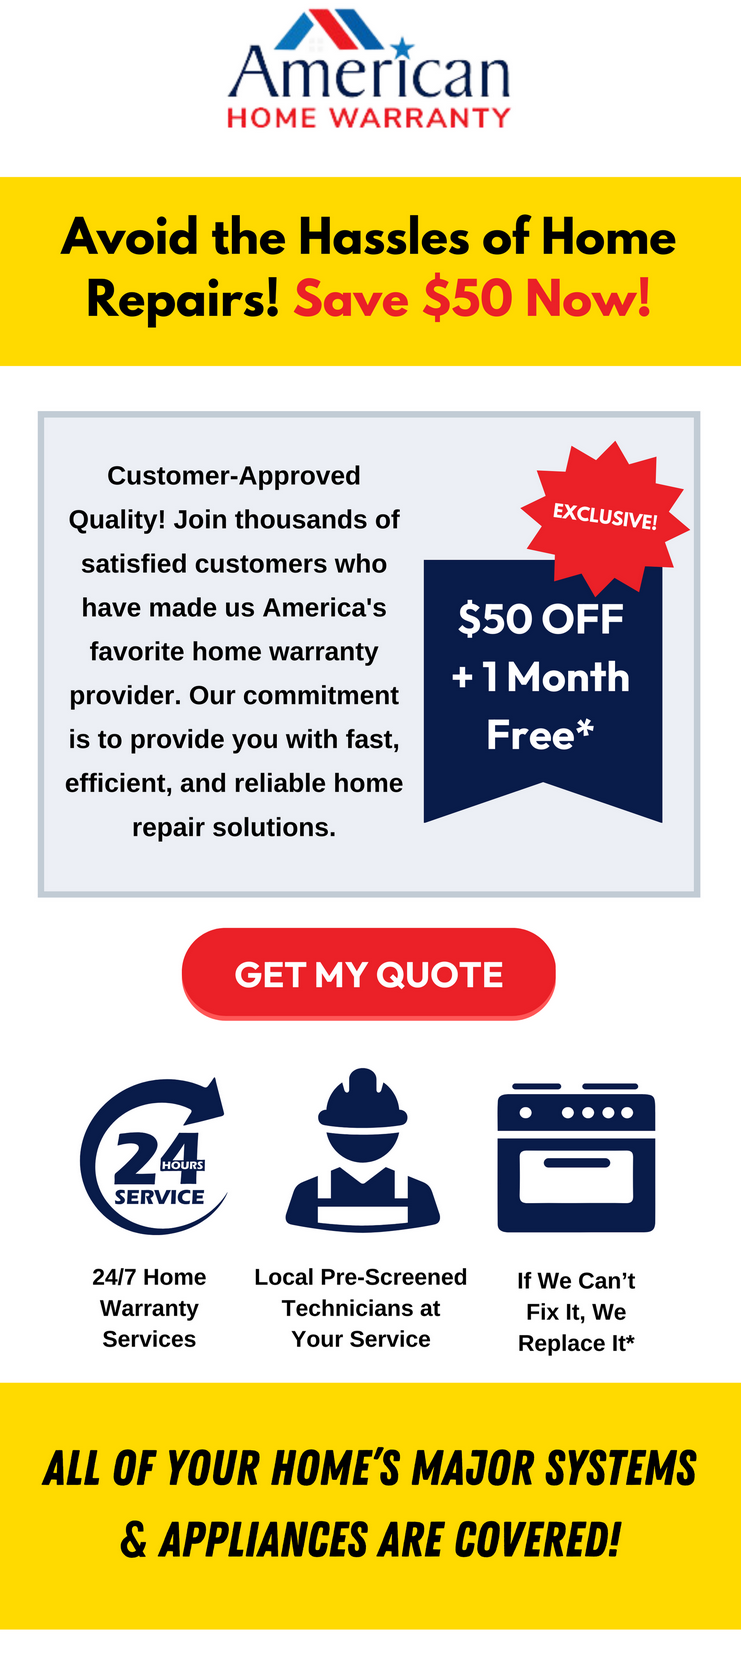 American
HOME WARRANTY
Avoid the Hassles of Home
Repairs! Save $50 Now!
Customer-Approved
Quality! Join thousands of
satisfied customers who
have made us America's
favorite home warranty
provider. Our commitment
is to provide you with fast,
efficient, and reliable home
repair solutions.
EXCLUSIVE!
$50 OFF
+ 1 Month
Free*
GET MY QUOTE
24
HOURS
SERVICE
24/7 Home
Warranty
Services
Local Pre-Screened
Technicians at
Your Service
If We Can’t
Fix It, We
Replace It*
ALL OF YOUR HOME’S MAJOR SYSTEMS
& APPLIANCES ARE COVERED!